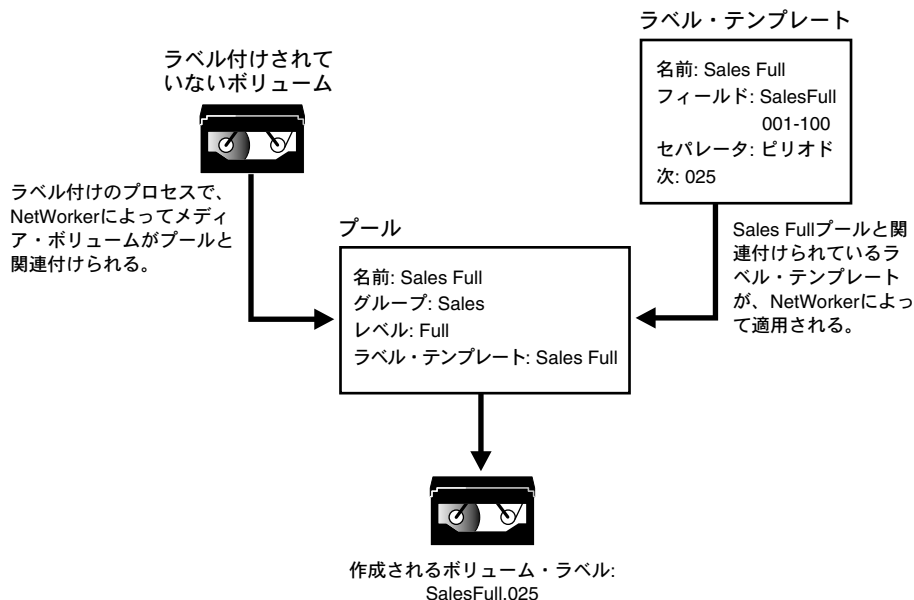 ラベル・テンプレート
名前: Sales Full
フィールド: SalesFull
001-100
セパレータ: ピリオド
次: 025
ラベル付けされて
いないボリューム
ラベル付けのプロセスで、
NetWorkerによってメディ
ア・ボリュームがプールと
関連付けられる。
Sales Fullプールと関
連付けられているラ
ベル・テンプレート
が、NetWorkerによっ
て適用される。
プール
名前: Sales Full
グループ: Sales
レベル: Full
ラベル・テンプレート: Sales Full
作成されるボリューム・ラベル:
SalesFull.025